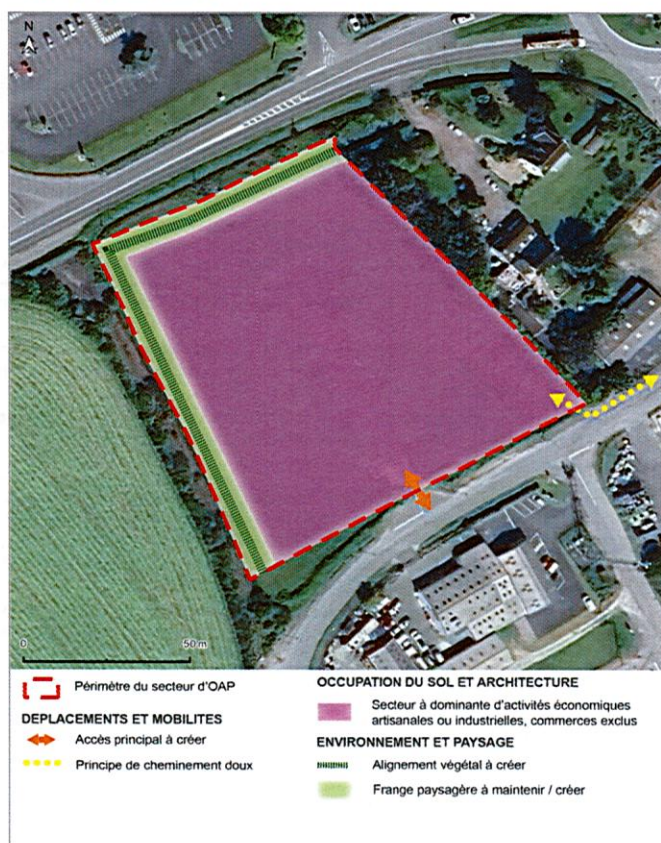 N
0 50 m
Périmètre du secteur d'OAP
DEPLACEMENTS ET MOBILITES
Accès principal à créer
Principe de cheminement doux
OCCUPATION DU SOL ET ARCHITECTURE
Secteur à dominante d'activités économiques
artisanales ou industrielles, commerces exclus
ENVIRONNEMENT ET PAYSAGE
Alignement végétal à créer
Frange paysagère à maintenir / créer